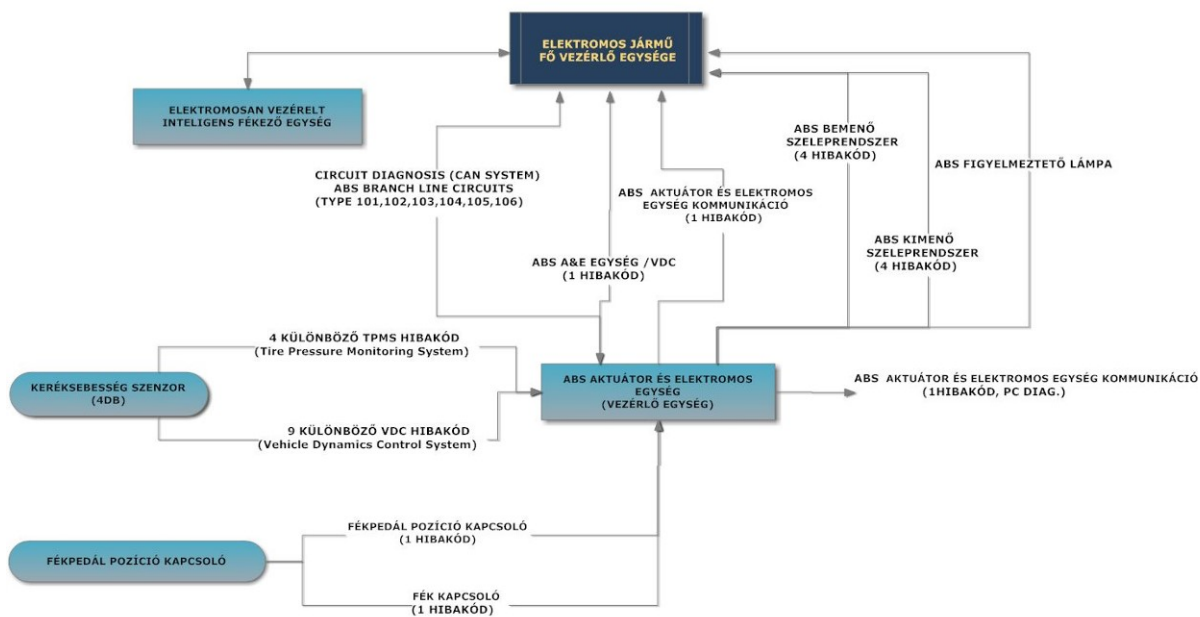 ELEKTROMOS JÁRMŰ
FŐ VEZÉRLŐ EGYSÉGE
ELEKTROMOSAN VEZÉRELT
INTELIGENS FÉKEZŐ EGYSÉG
CIRCUIT DIAGNOSIS (CAN SYSTEM)
ABS BRANCH LINE CIRCUITS
(TYPE 101,102,103,104,105,106)
ABS AKTUÁTOR ÉS ELEKTROMOS
EGYSÉG KOMMUNIKÁCIÓ
(1 HIBAKÓD)
ABS BEMENŐ
SZELEPRENDSZER
(4 HIBAKÓD)
ABS FIGYELMEZTETŐ LÁMPA
ABS A&E EGYSÉG /VDC
(1 HIBAKÓD)
ABS KIMENŐ
SZELEPRENDSZER
(4 HIBAKÓD)
4 KÜLÖNBÖZŐ TPMS HIBAKÓD
(Tire Pressure Monitoring System)
KERÉKSEBESSÉG SZENZOR
(4DB)
9 KÜLÖNBÖZŐ VDC HIBAKÓD
(Vehicle Dynamics Control System)
ABS AKTUÁTOR ÉS ELEKTROMOS
EGYSÉG
(VEZÉRLŐ EGYSÉG)
ABS AKTUÁTOR ÉS ELEKTROMOS EGYSÉG KOMMUNIKÁCIÓ
(1HIBAKÓD, PC DIAG.)
FÉKPEDÁL POZÍCIÓ KAPCSOLÓ
(1 HIBAKÓD)
FÉKPEDÁL POZÍCIÓ KAPCSOLÓ
FÉK KAPCSOLÓ
(1 HIBAKÓD)